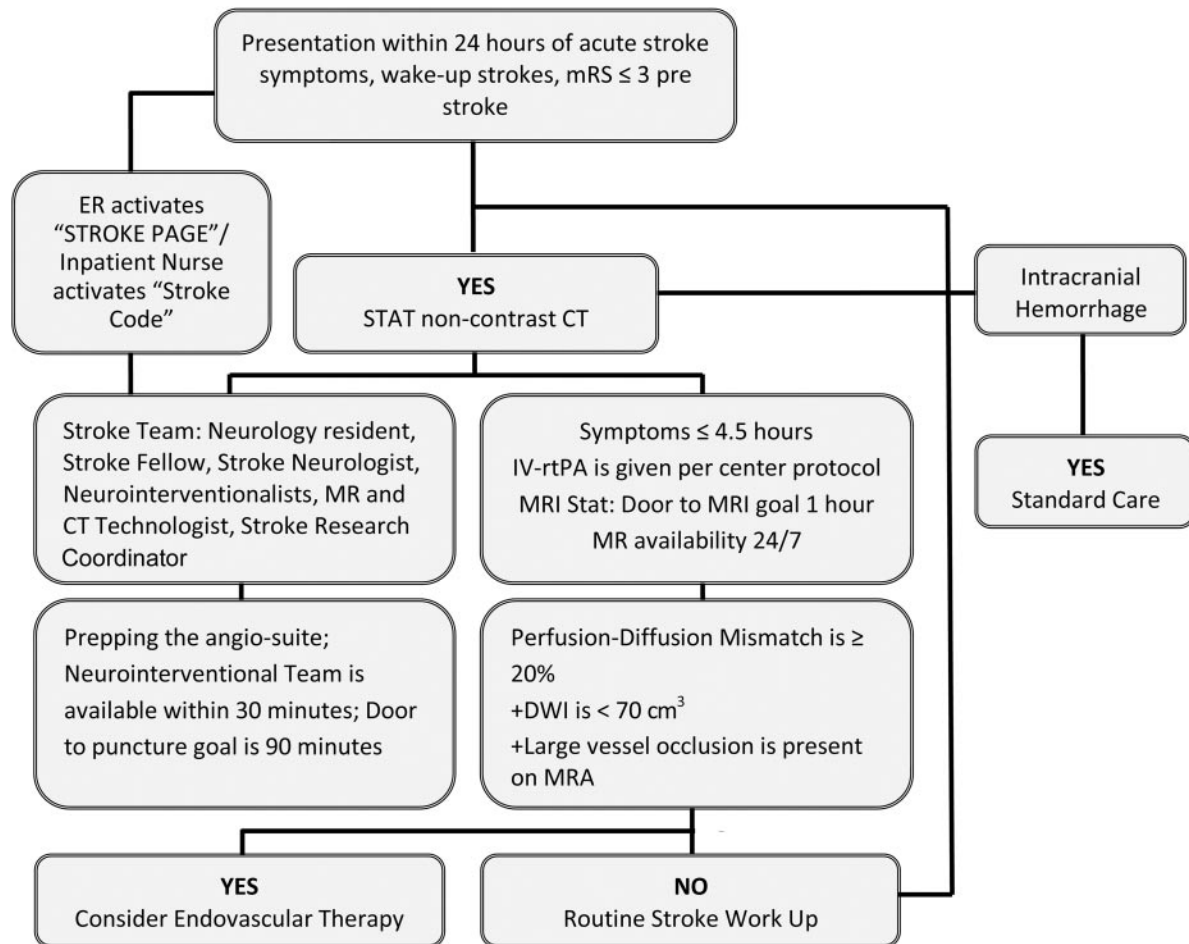 Presentation within 24 hours of acute stroke
symptoms, wake-up strokes, mRS ≤ 3 pre
stroke
ER activates
“STROKE PAGE”/
Inpatient Nurse
activates “Stroke
Code”
YES
STAT non-contrast CT
Intracranial
Hemorrhage
Stroke Team: Neurology resident,
Stroke Fellow, Stroke Neurologist,
Neurointerventionalists, MR and
CT Technologist, Stroke Research
Coordinator
Symptoms ≤ 4.5 hours
IV-rtPA is given per center protocol
MRI Stat: Door to MRI goal 1 hour
MR availability 24/7
YES
Standard Care
Prepping the angio-suite;
Neurointerventional Team is
available within 30 minutes; Door
to puncture goal is 90 minutes
Perfusion-Diffusion Mismatch is ≥
20%
+DWI is < 70 cm³
+Large vessel occlusion is present
on MRA
YES
Consider Endovascular Therapy
NO
Routine Stroke Work Up